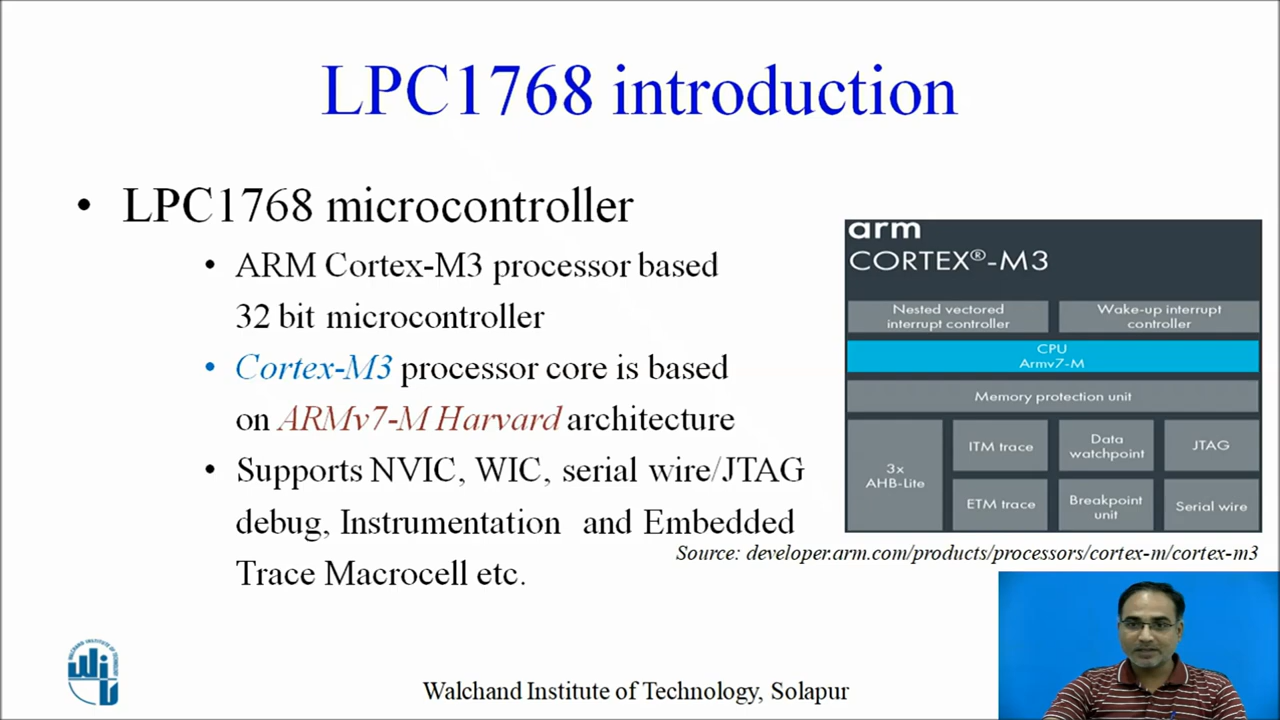 LPC1768 introduction
• LPC1768 microcontroller
• ARM Cortex-M3 processor based
32 bit microcontroller
• Cortex-M3 processor core is based
on ARMv7-M Harvard architecture
• Supports NVIC, WIC, serial wire/JTAG
debug, Instrumentation and Embedded
Trace Macrocell etc.
arm
CORTEX®-M3
Nested vectored
interrupt controller
Wake-up interrupt
controller
CPU
Armv7-M
Memory protection unit
3x
AHB-Lite
ITM trace
Data
watchpoint
JTAG
ETM trace
Breakpoint
unit
Serial wire
Source: developer.arm.com/products/processors/cortex-m/cortex-m3
WIT
Walchand Institute of Technology, Solapur